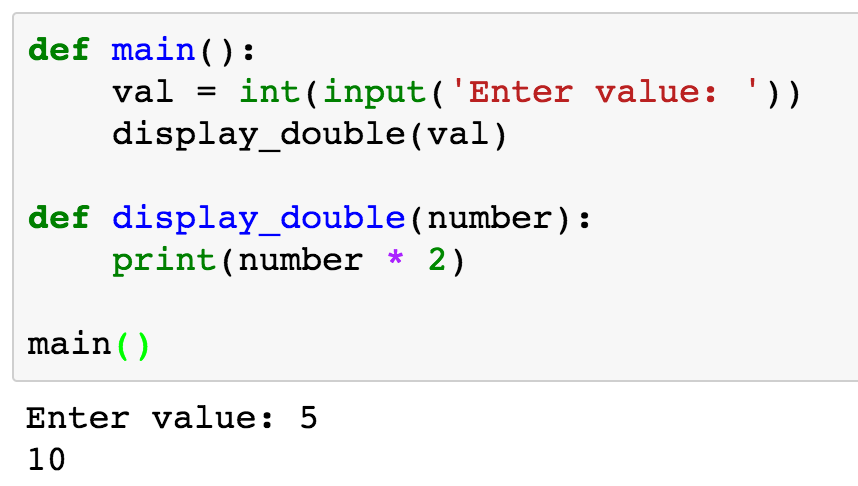 def main():
    val = int(input('Enter value: '))
    display_double(val)

def display_double(number):
    print(number * 2)

main()
Enter value: 5
10